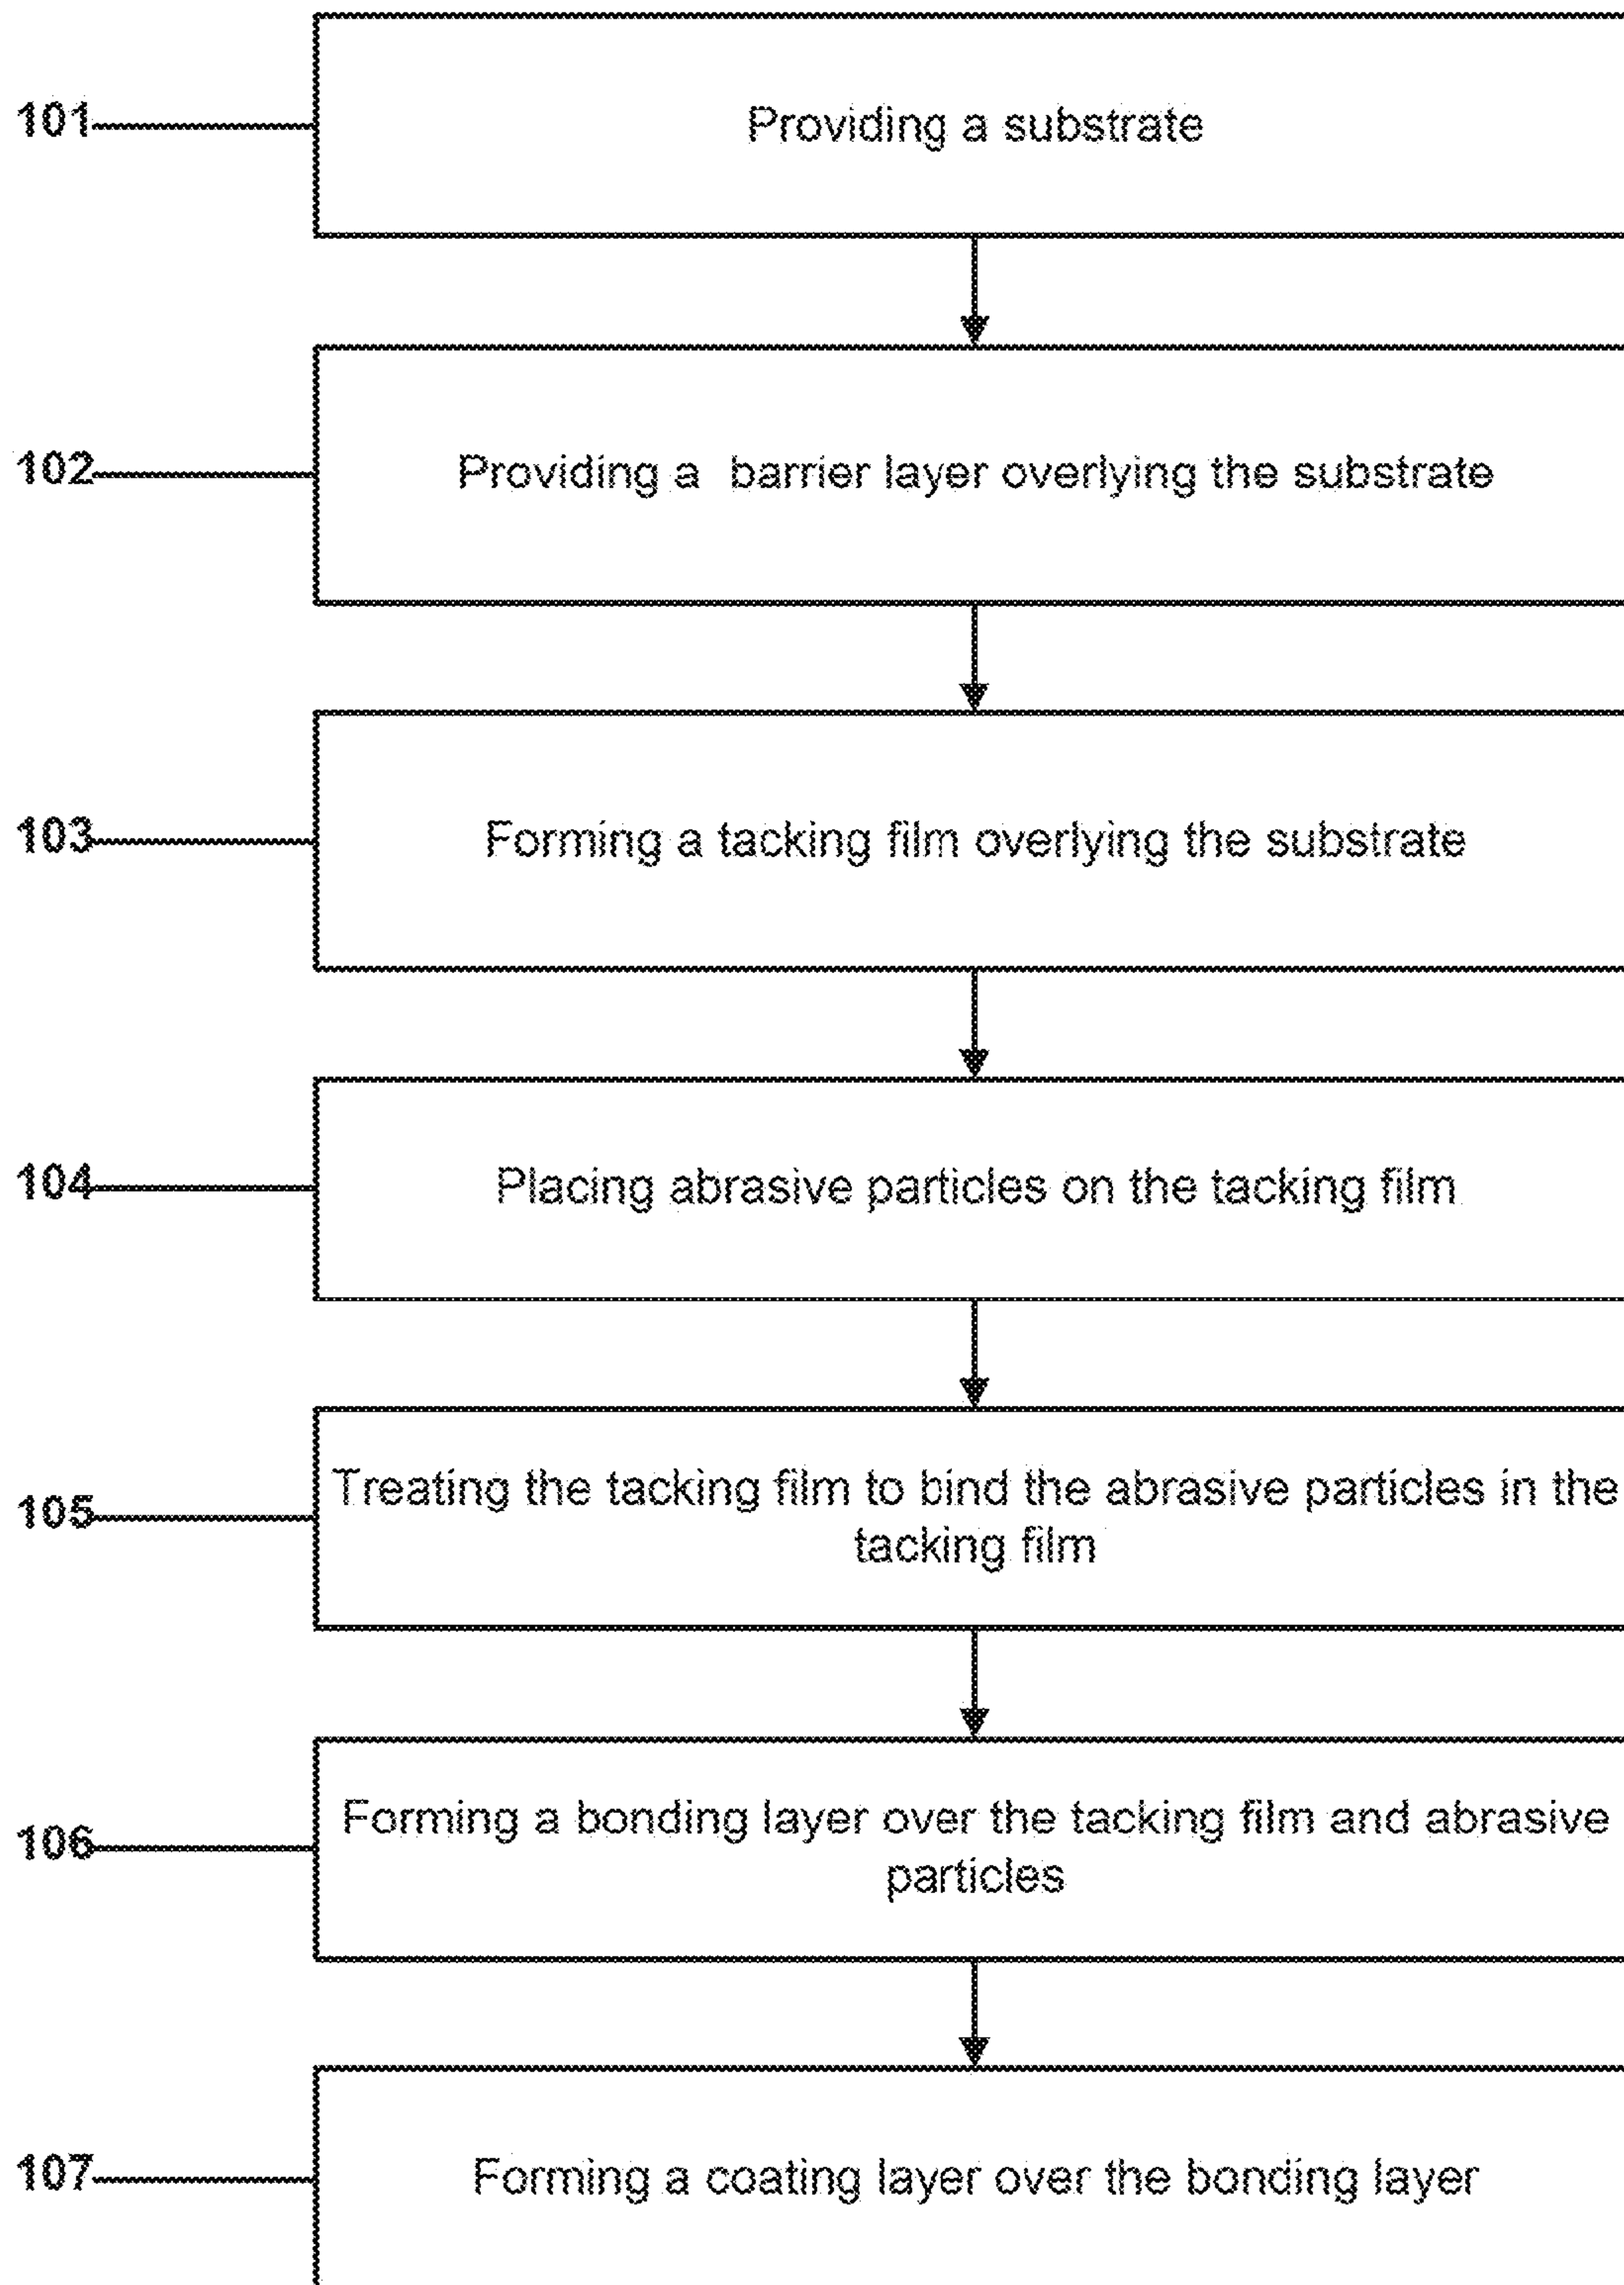 101
Providing a substrate
102
Providing a barrier layer overlying the substrate
103
Forming a tacking film overlying the substrate
104
Placing abrasive particles on the tacking film
105
Treating the tacking film to bind the abrasive particles in the
tacking film
106
Forming a bonding layer over the tacking film and abrasive
particles
107
Forming a coating layer over the bonding layer